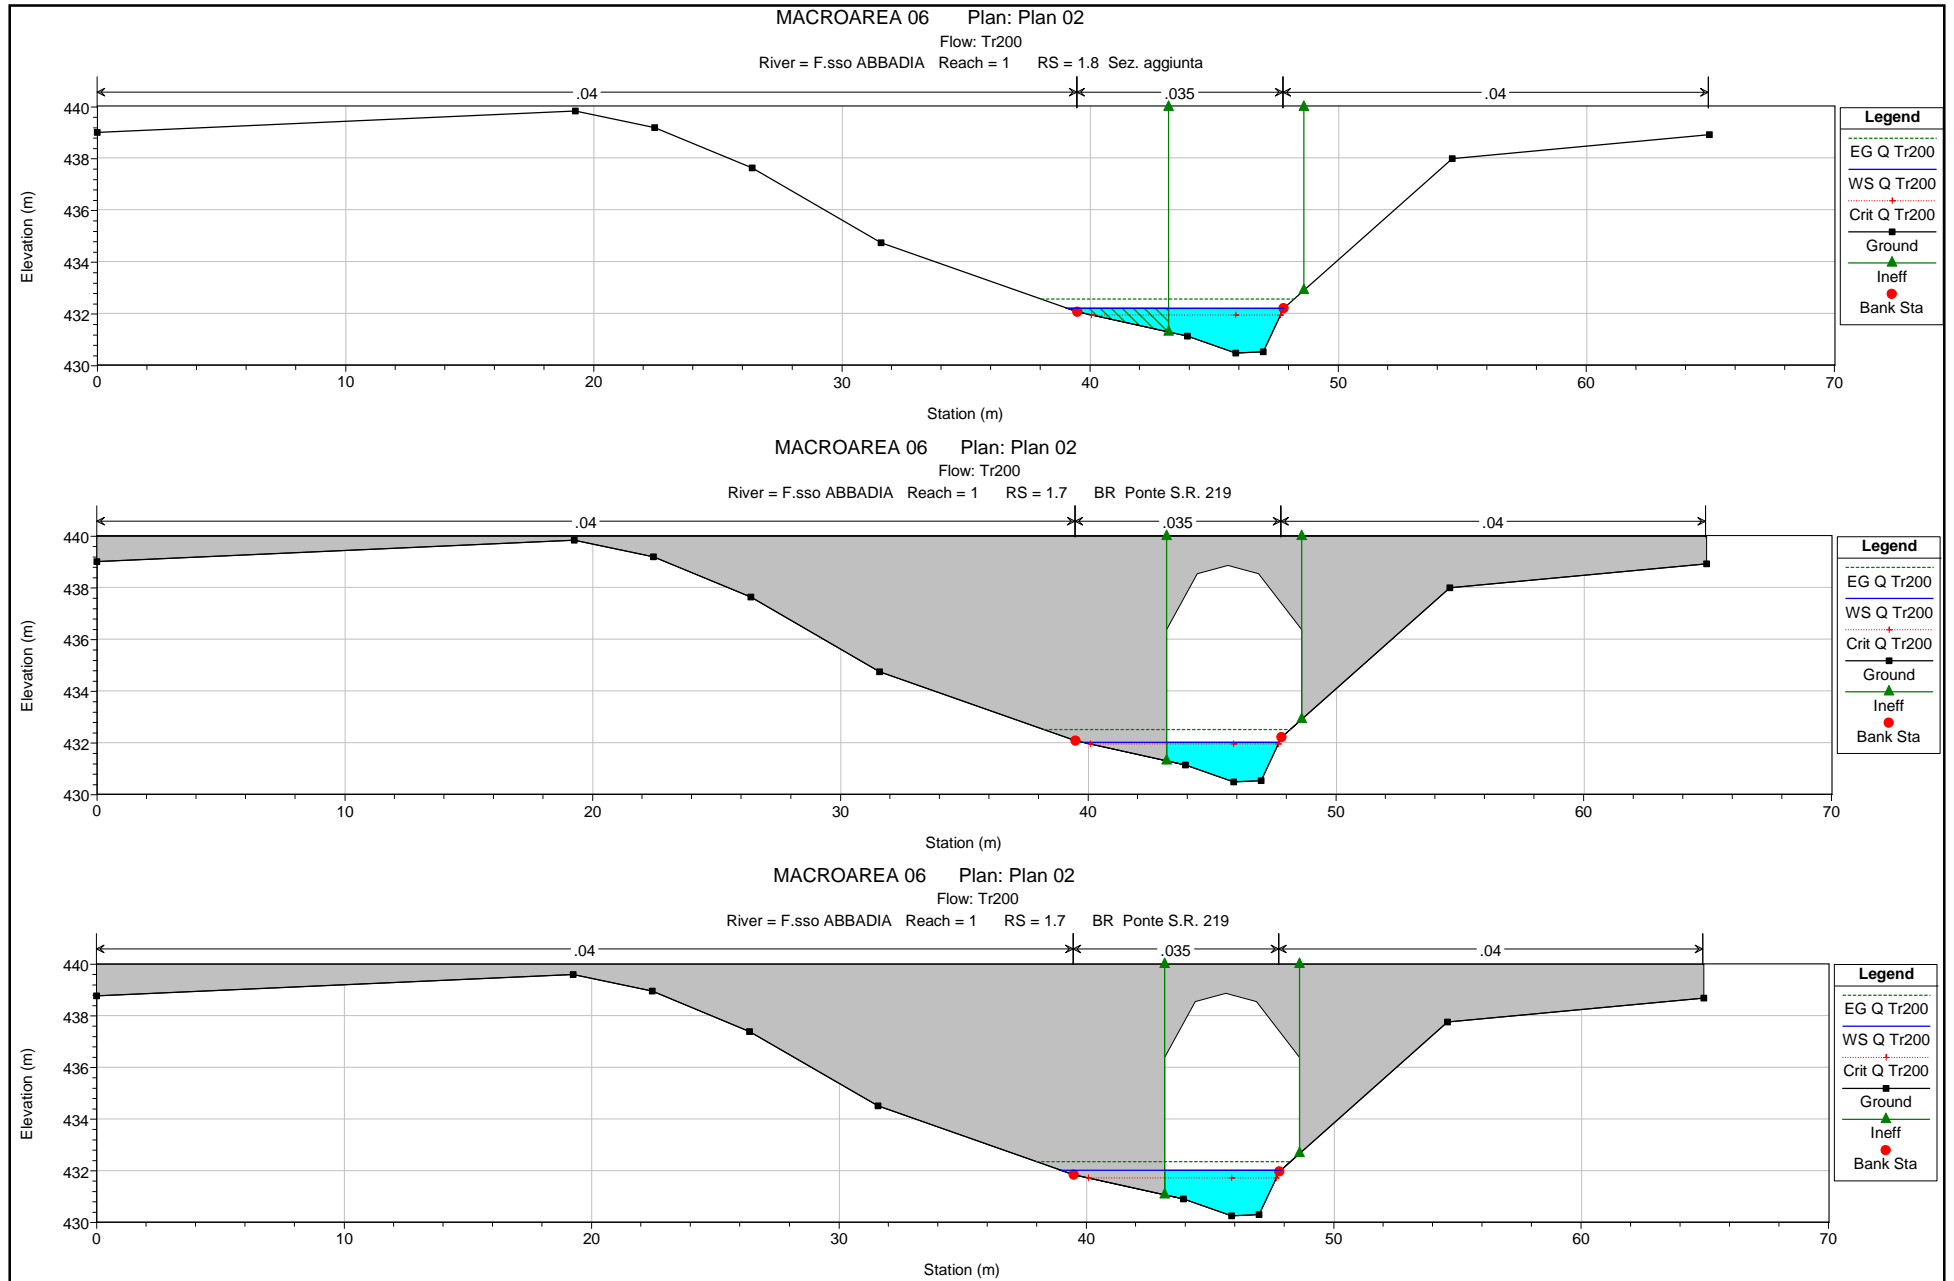 MACROAREA 06 Plan: Plan 02
Flow: Tr200
River = F.sso ABBADIA Reach = 1 RS = 1.8 Sez. aggiunta
.04 .035 .04
440
438
436
434
432
430
Elevation (m)
0 10 20 30 40 50 60 70
Station (m)
Legend
EG Q Tr200
WS Q Tr200
Crit Q Tr200
Ground
Ineff
Bank Sta
MACROAREA 06 Plan: Plan 02
Flow: Tr200
River = F.sso ABBADIA Reach = 1 RS = 1.7 BR Ponte S.R. 219
.04 .035 .04
440
438
436
434
432
430
Elevation (m)
0 10 20 30 40 50 60 70
Station (m)
Legend
EG Q Tr200
WS Q Tr200
Crit Q Tr200
Ground
Ineff
Bank Sta
MACROAREA 06 Plan: Plan 02
Flow: Tr200
River = F.sso ABBADIA Reach = 1 RS = 1.7 BR Ponte S.R. 219
.04 .035 .04
440
438
436
434
432
430
Elevation (m)
0 10 20 30 40 50 60 70
Station (m)
Legend
EG Q Tr200
WS Q Tr200
Crit Q Tr200
Ground
Ineff
Bank Sta